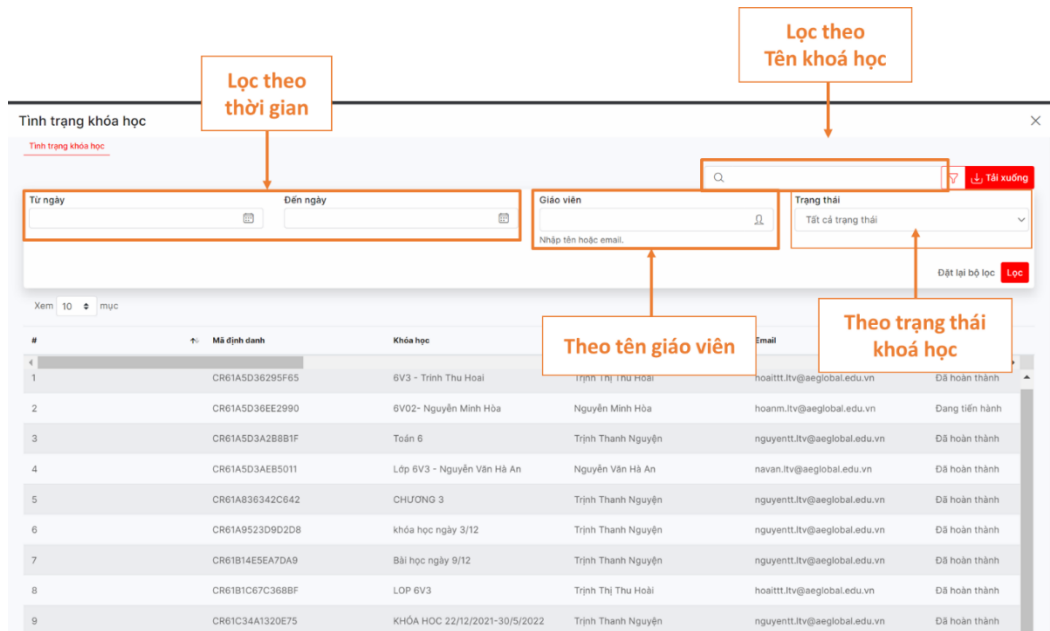 Lọc theo
Tên khoá học
Lọc theo
thời gian
Tình trạng khóa học
Tình trạng khóa học
Tải xuống
Từ ngày
Đến ngày
Giáo viên
Trạng thái
Tất cả trạng thái
Nhập tên hoặc email.
Đặt lại bộ lọc Lọc
Xem 10 mục
Theo tên giáo viên
Theo trạng thái
khoá học
# Mã định danh Khóa học Email
1 CR61A5D36295F65 6V3 - Trinh Thu Hoai Trịnh Thị Thu Hoài hoaittt.ltv@aeglobal.edu.vn Đã hoàn thành
2 CR61A5D36EE2990 6V02- Nguyễn Minh Hòa Nguyễn Minh Hòa hoanm.ltv@aeglobal.edu.vn Đang tiến hành
3 CR61A5D3A2B8B1F Toán 6 Trịnh Thanh Nguyện nguyentt.ltv@aeglobal.edu.vn Đã hoàn thành
4 CR61A5D3AEB5011 Lớp 6V3 - Nguyễn Văn Hà An Nguyễn Văn Hà An navan.ltv@aeglobal.edu.vn Đã hoàn thành
5 CR61A836342C642 CHƯƠNG 3 Trịnh Thanh Nguyện nguyentt.ltv@aeglobal.edu.vn Đã hoàn thành
6 CR61A9523D9D2D8 khóa học ngày 3/12 Trịnh Thanh Nguyện nguyentt.ltv@aeglobal.edu.vn Đã hoàn thành
7 CR61B14E5EA7DA9 Bài học ngày 9/12 Trịnh Thanh Nguyện nguyentt.ltv@aeglobal.edu.vn Đã hoàn thành
8 CR61B1C67C368BF LOP 6V3 Trịnh Thị Thu Hoài hoaittt.ltv@aeglobal.edu.vn Đã hoàn thành
9 CR61C34A1320E75 KHÓA HOC 22/12/2021-30/5/2022 Trịnh Thanh Nguyện nguyentt.ltv@aeglobal.edu.vn Đã hoàn thành